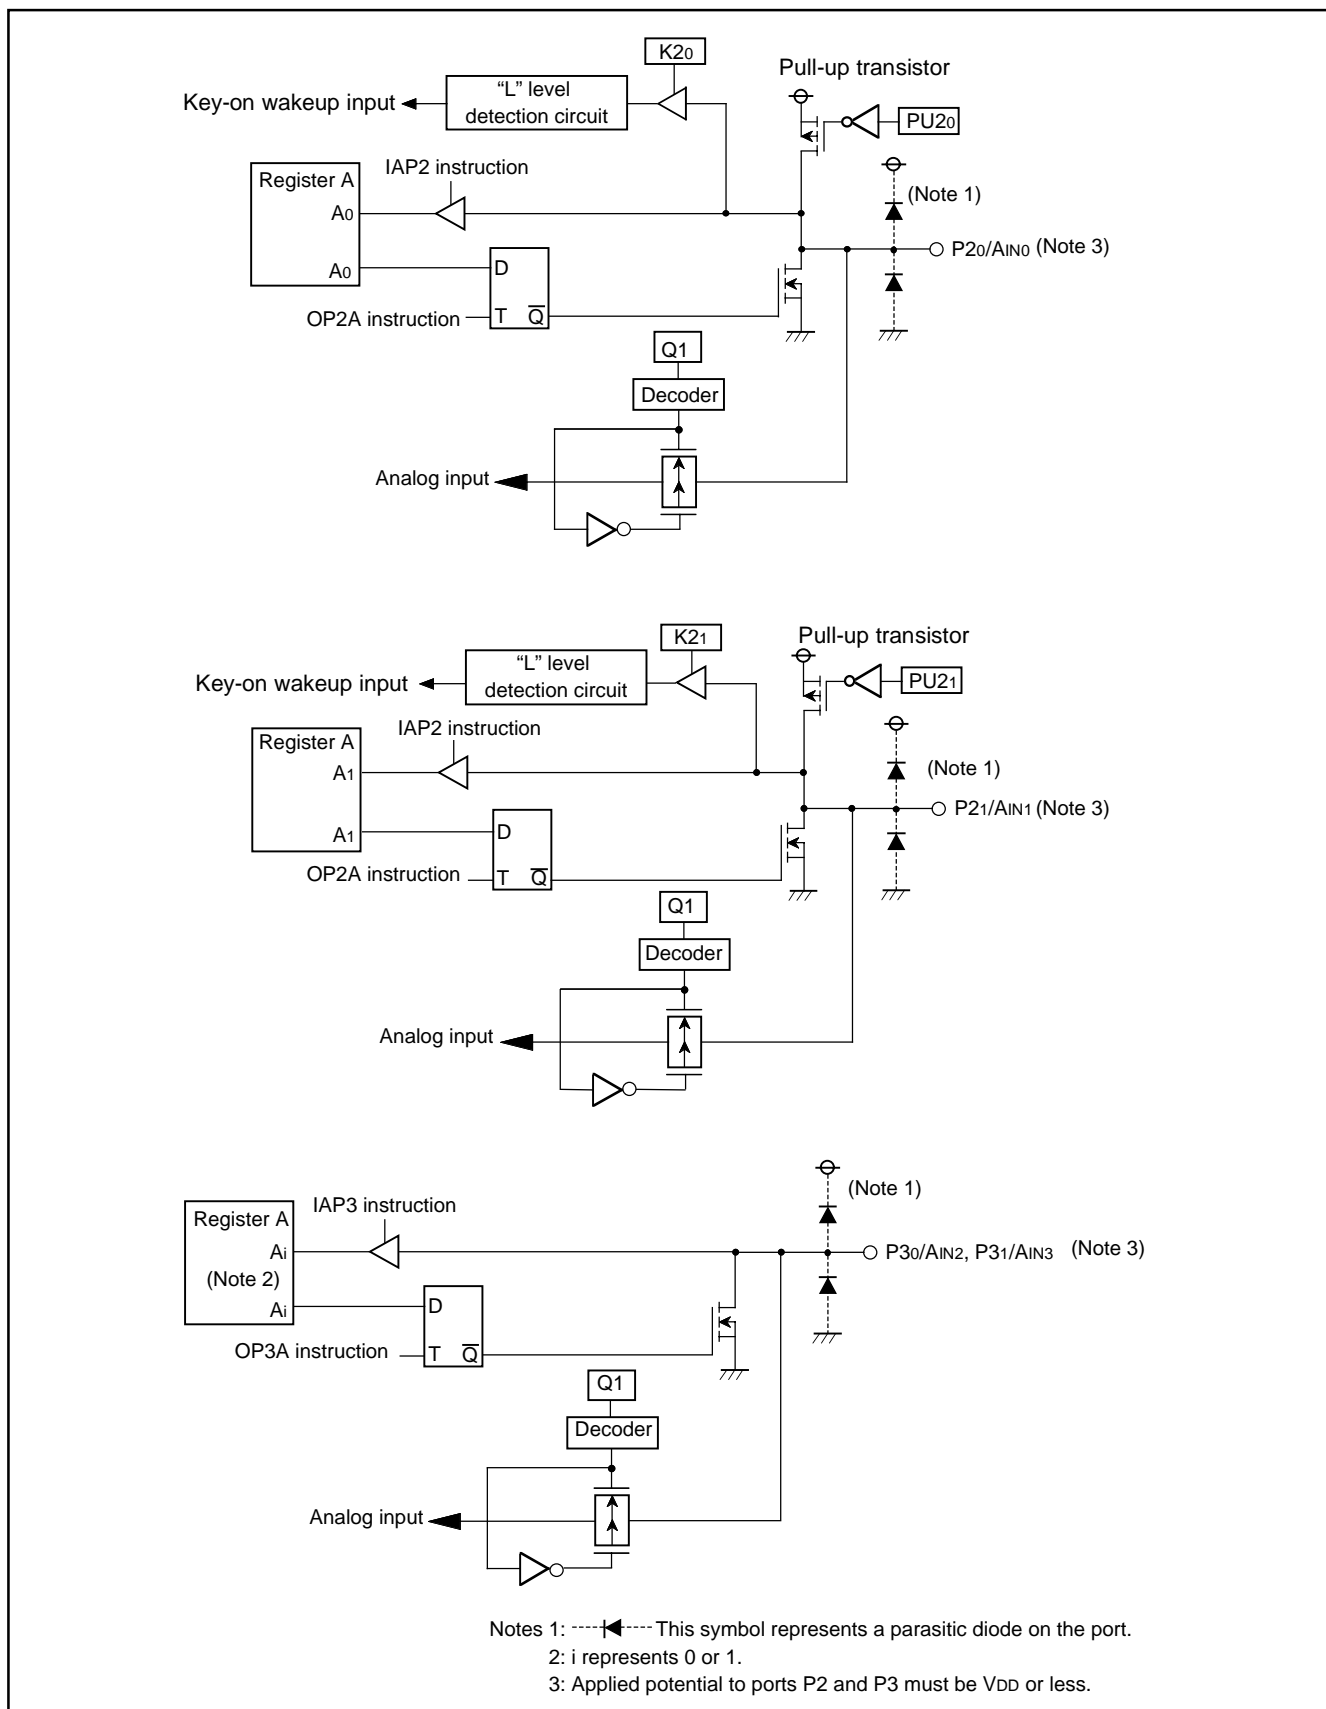 K20
Pull-up transistor
"L" level
detection circuit
Key-on wakeup input
PU20
IAP2 instruction
Register A
A0
(Note 1)
P20/AIN0 (Note 3)
A0
D
OP2A instruction
T Q
Q1
Decoder
Analog input
K21
Pull-up transistor
"L" level
detection circuit
Key-on wakeup input
PU21
IAP2 instruction
Register A
A1
(Note 1)
P21/AIN1 (Note 3)
A1
D
OP2A instruction
T Q
Q1
Decoder
Analog input
(Note 1)
IAP3 instruction
Register A
Ai
P30/AIN2, P31/AIN3 (Note 3)
(Note 2)
Ai
D
OP3A instruction
T Q
Q1
Decoder
Analog input
Notes 1: This symbol represents a parasitic diode on the port.
2: i represents 0 or 1.
3: Applied potential to ports P2 and P3 must be VDD or less.